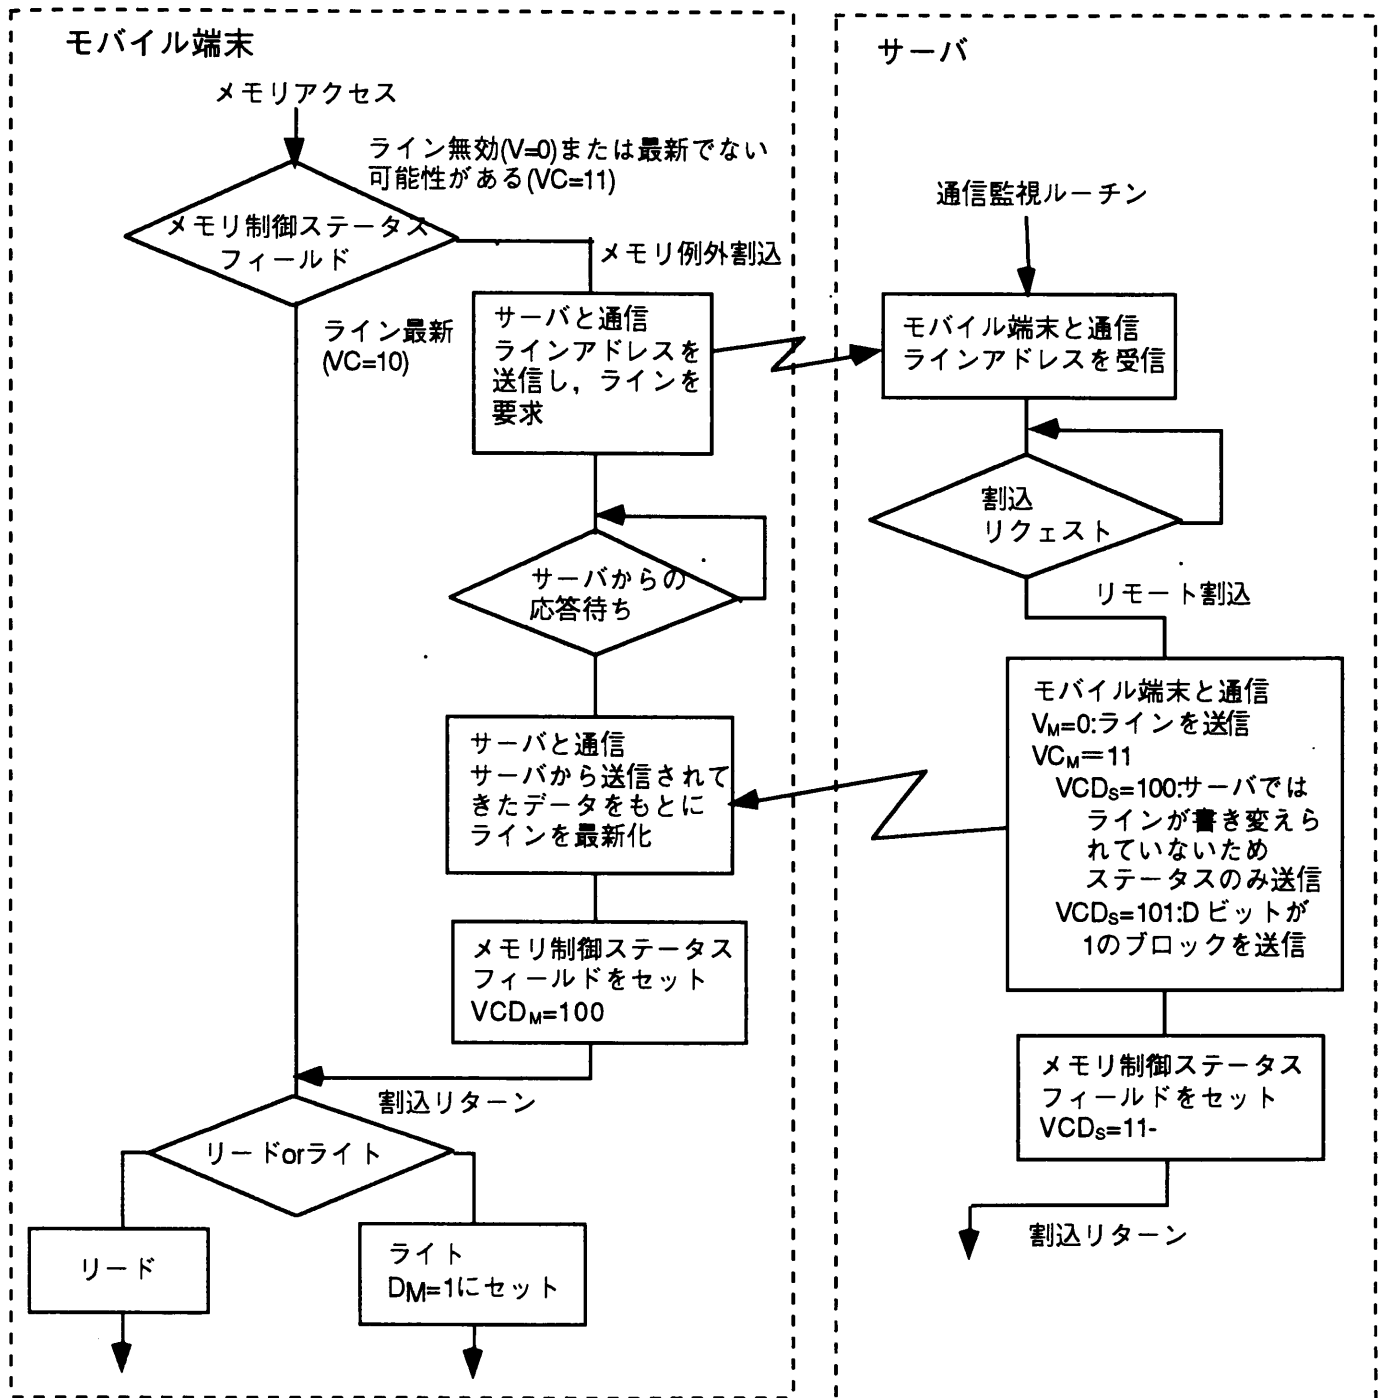 モバイル端末
メモリアクセス
ライン無効(V=0)または最新でない
可能性がある(VC=11)
メモリ制御ステータス
フィールド
メモリ例外割込
ライン最新
(VC=10)
サーバと通信
ラインアドレスを
送信し，ラインを
要求
サーバからの
応答待ち
サーバと通信
サーバから送信されて
きたデータをもとに
ラインを最新化
メモリ制御ステータス
フィールドをセット
VCDM=100
割込リターン
リードorライト
リード
ライト
DM=1にセット
サーバ
通信監視ルーチン
モバイル端末と通信
ラインアドレスを受信
割込
リクェスト
リモート割込
モバイル端末と通信
VM=0:ラインを送信
VCM=11
VCDS=100:サーバでは
ラインが書き変えら
れていないため
ステータスのみ送信
VCDS=101:D ビットが
1のブロックを送信
メモリ制御ステータス
フィールドをセット
VCDS=11-
割込リターン